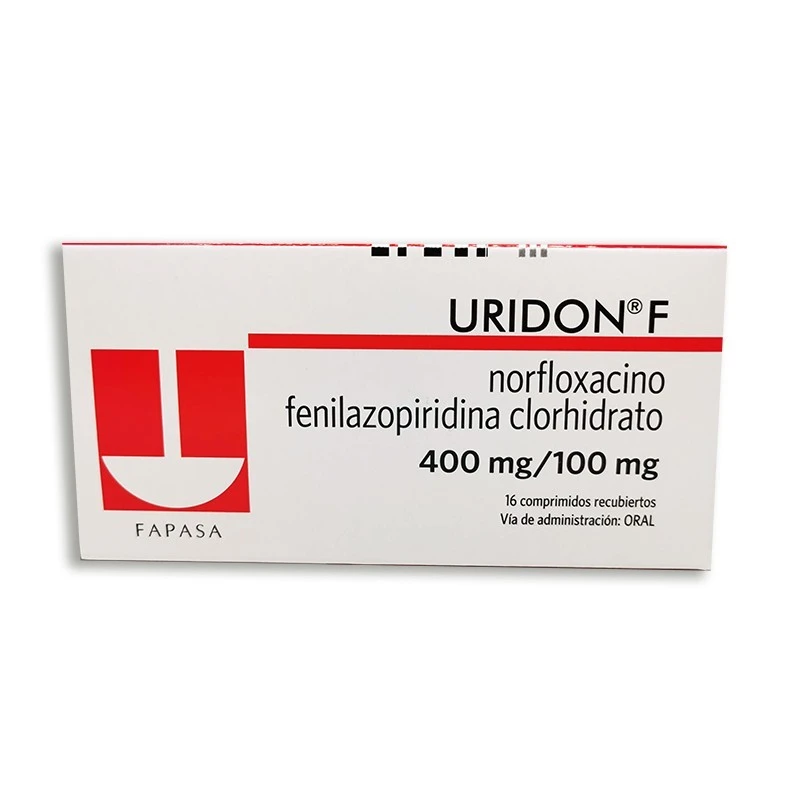 URIDON® F
norfloxacino
fenilazopiridina clorhidrato
400 mg/100 mg
16 comprimidos recubiertos
Vía de administración: ORAL
FAPASA